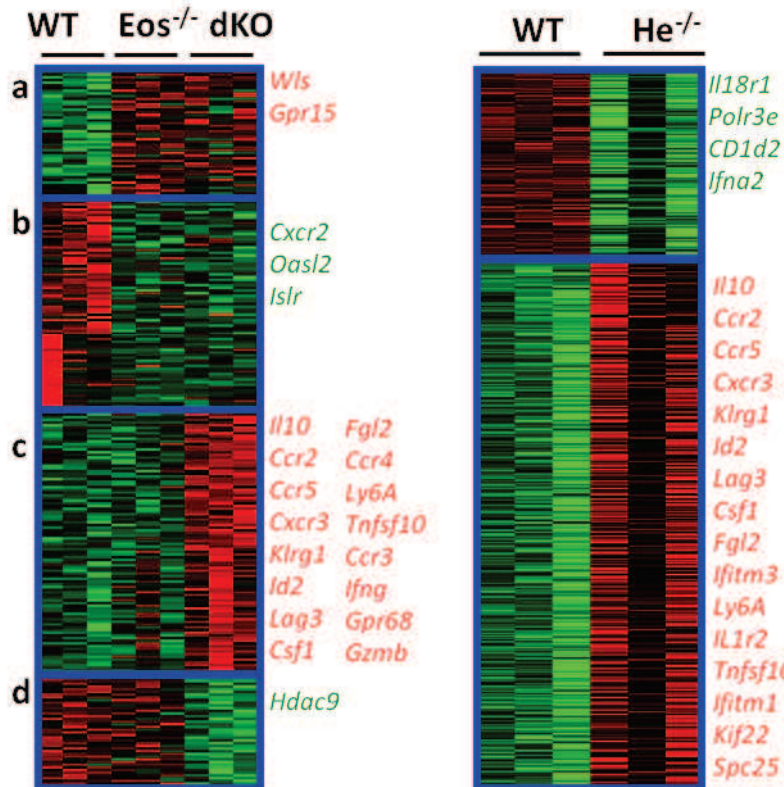 WT Eos-/- dKO
a
Wls
Gpr15
b
Cxcr2
Oasl2
Islr
c
Il10 Fgl2
Ccr2 Ccr4
Ccr5 Ly6A
Cxcr3 Tnfsf10
Klrg1 Ccr3
Id2 Ifng
Lag3 Gpr68
Csf1 Gzmb
d
Hdac9
WT He-/-
Il18r1
Polr3e
CD1d2
Ifna2
Il10
Ccr2
Ccr5
Cxcr3
Klrg1
Id2
Lag3
Csf1
Fgl2
Ifitm3
Ly6A
IL1r2
Tnfsf10
Ifitm1
Kif22
Spc25